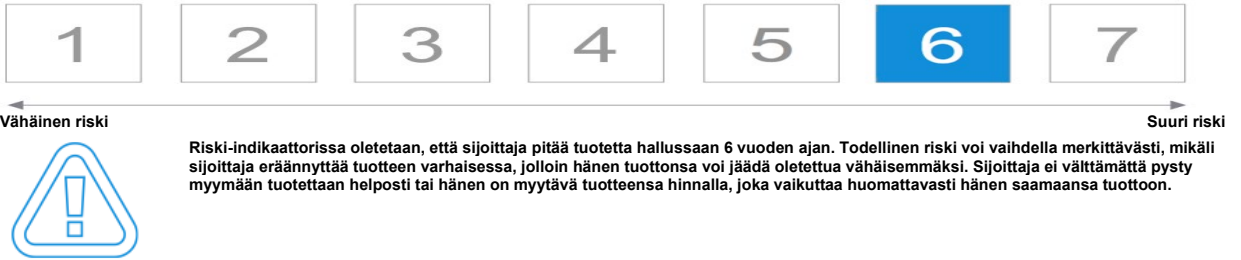 1 2 3 4 5 6 7
Vähäinen riski Suuri riski
Riski-indikaattorissa oletetaan, että sijoittaja pitää tuotetta hallussaan 6 vuoden ajan. Todellinen riski voi vaihdella merkittävästi, mikäli
sijoittaja eräännyttää tuotteen varhaisessa, jolloin hänen tuottonsa voi jäädä oletettua vähäisemmäksi. Sijoittaja ei välttämättä pysty
myymään tuotettaan helposti tai hänen on myytävä tuotteensa hinnalla, joka vaikuttaa huomattavasti hänen saamaansa tuottoon.